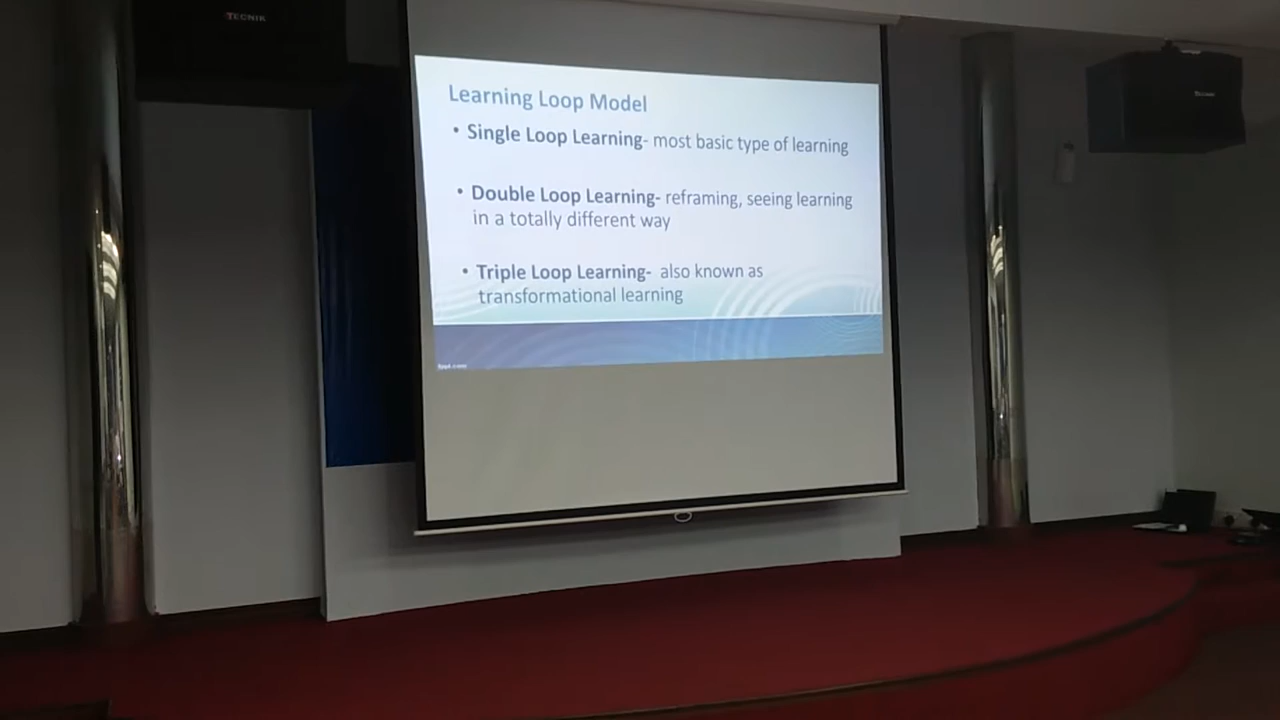 TECNIK
Learning Loop Model
• Single Loop Learning- most basic type of learning
• Double Loop Learning- reframing, seeing learning
in a totally different way
• Triple Loop Learning- also known as
transformational learning